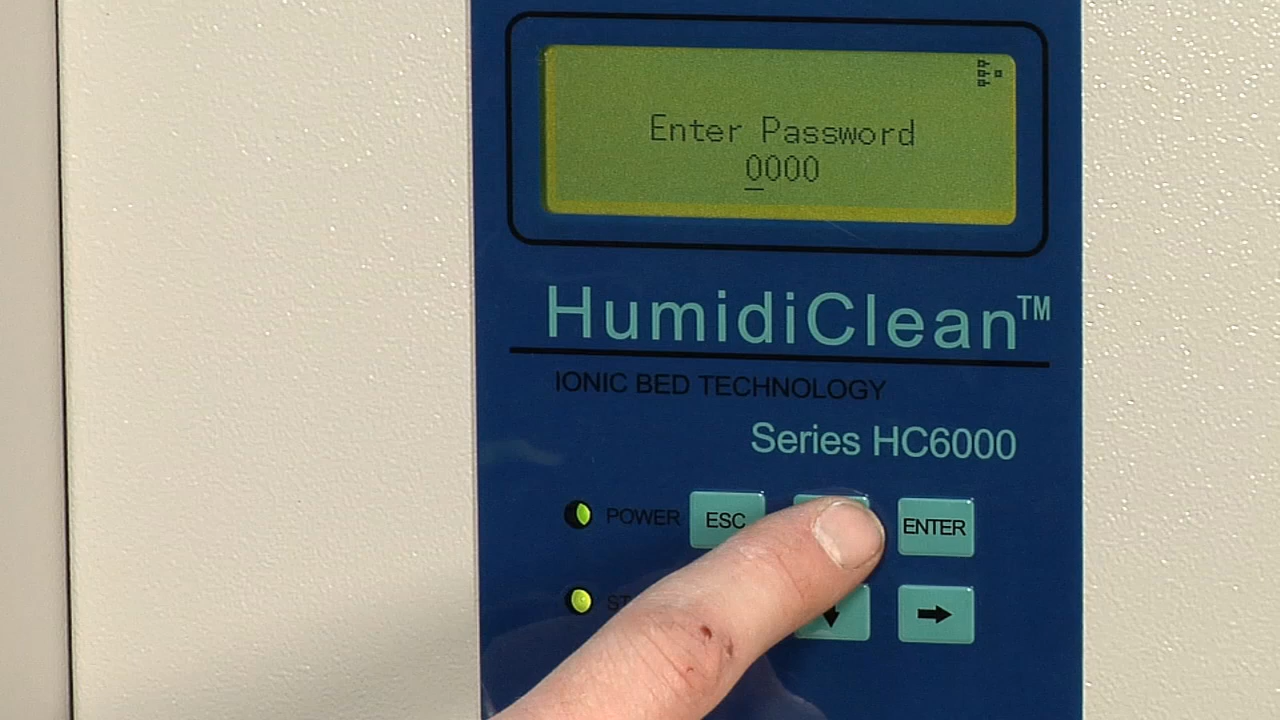 Enter Password
0000
HumidiClean™
IONIC BED TECHNOLOGY
Series HC6000
POWER
ESC
ENTER